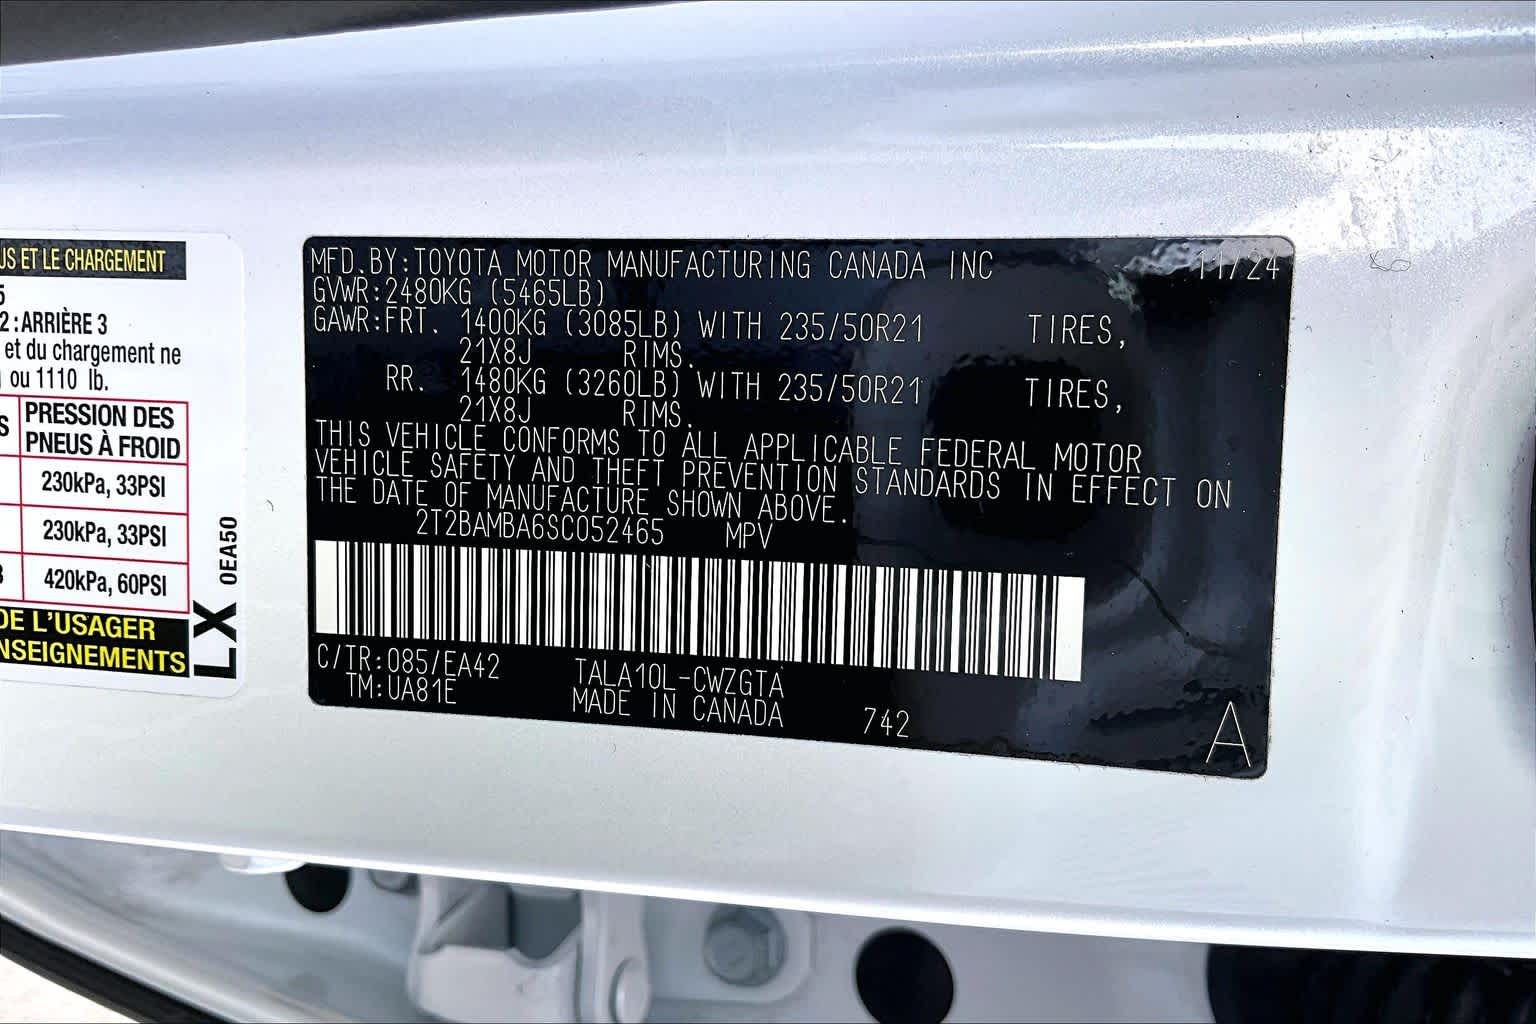 US ET LE CHARGEMENT
5
2 : ARRIÈRE 3
et du chargement ne
ou 1110 lb.
S PRESSION DES
PNEUS À FROID
230kPa, 33PSI
230kPa, 33PSI
420kPa, 60PSI
DE L'USAGER
NSEIGNEMENTS
LX 0EA50
MFD.BY:TOYOTA MOTOR MANUFACTURING CANADA INC 11/24
GVWR:2480KG (5465LB)
GAWR:FRT. 1400KG (3085LB) WITH 235/50R21 TIRES,
21X8J RIMS.
RR. 1480KG (3260LB) WITH 235/50R21 TIRES,
21X8J RIMS.
THIS VEHICLE CONFORMS TO ALL APPLICABLE FEDERAL MOTOR
VEHICLE SAFETY AND THEFT PREVENTION STANDARDS IN EFFECT ON
THE DATE OF MANUFACTURE SHOWN ABOVE.
2T2BAMBA6SC052465 MPV
C/TR:085/EA42 TALA10L-CWZGTA
TM:UA81E MADE IN CANADA 742
A